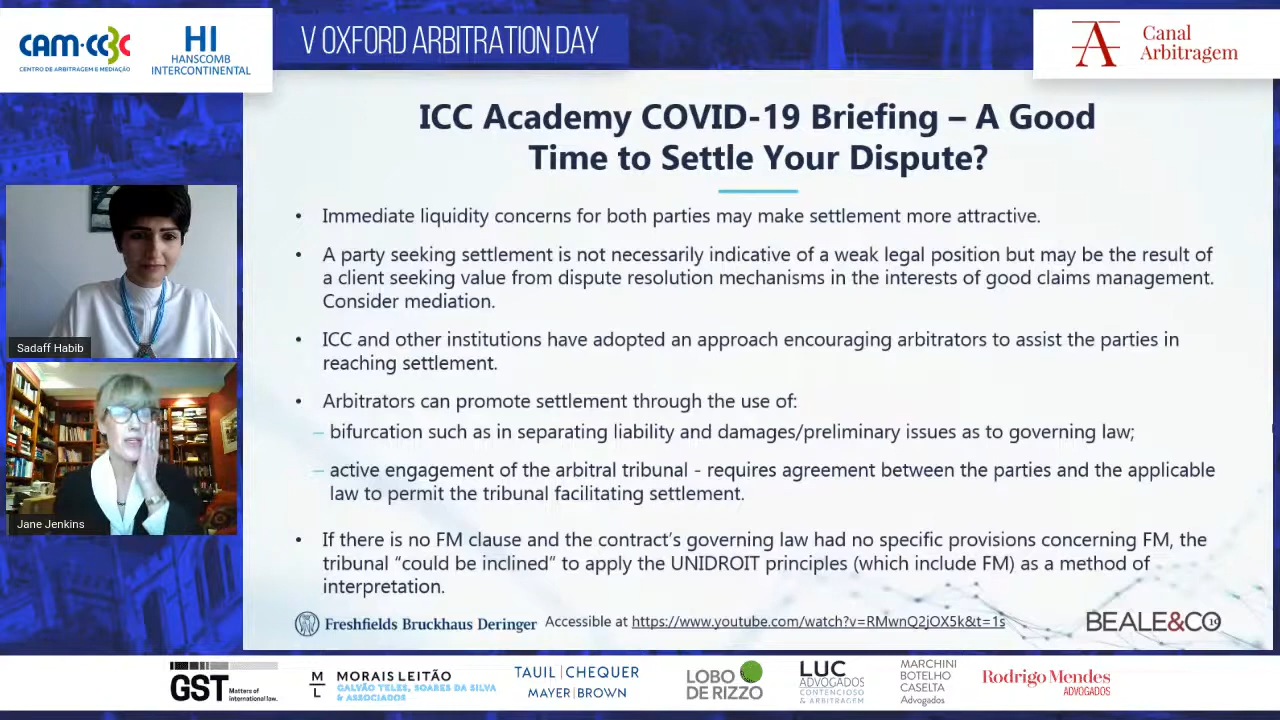 CAM-CCBC
CENTRO DE ARBITRAGEM E MEDIAÇÃO
HI
HANSCOMB
INTERCONTINENTAL
V OXFORD ARBITRATION DAY
Canal
Arbitragem
ICC Academy COVID-19 Briefing – A Good
Time to Settle Your Dispute?
• Immediate liquidity concerns for both parties may make settlement more attractive.
• A party seeking settlement is not necessarily indicative of a weak legal position but may be the result of
a client seeking value from dispute resolution mechanisms in the interests of good claims management.
Consider mediation.
• ICC and other institutions have adopted an approach encouraging arbitrators to assist the parties in
reaching settlement.
• Arbitrators can promote settlement through the use of:
– bifurcation such as in separating liability and damages/preliminary issues as to governing law;
– active engagement of the arbitral tribunal - requires agreement between the parties and the applicable
law to permit the tribunal facilitating settlement.
• If there is no FM clause and the contract’s governing law had no specific provisions concerning FM, the
tribunal “could be inclined” to apply the UNIDROIT principles (which include FM) as a method of
interpretation.
Freshfields Bruckhaus Deringer
Accessible at https://www.youtube.com/watch?v=RMwnQ2jOX5k&t=1s
BEALE&CO
Sadaff Habib
Jane Jenkins
GST
Matters of
international law.
M
L
MORAIS LEITÃO
GALVÃO TELES, SOARES DA SILVA
& ASSOCIADOS
TAUIL | CHEQUER
MAYER | BROWN
LOBO
DE RIZZO
LUC
ADVOGADOS
CONTENCIOSO
& ARBITRAGEM
MARCHINI
BOTELHO
CASELTA
Advogados
Rodrigo Mendes
ADVOGADOS